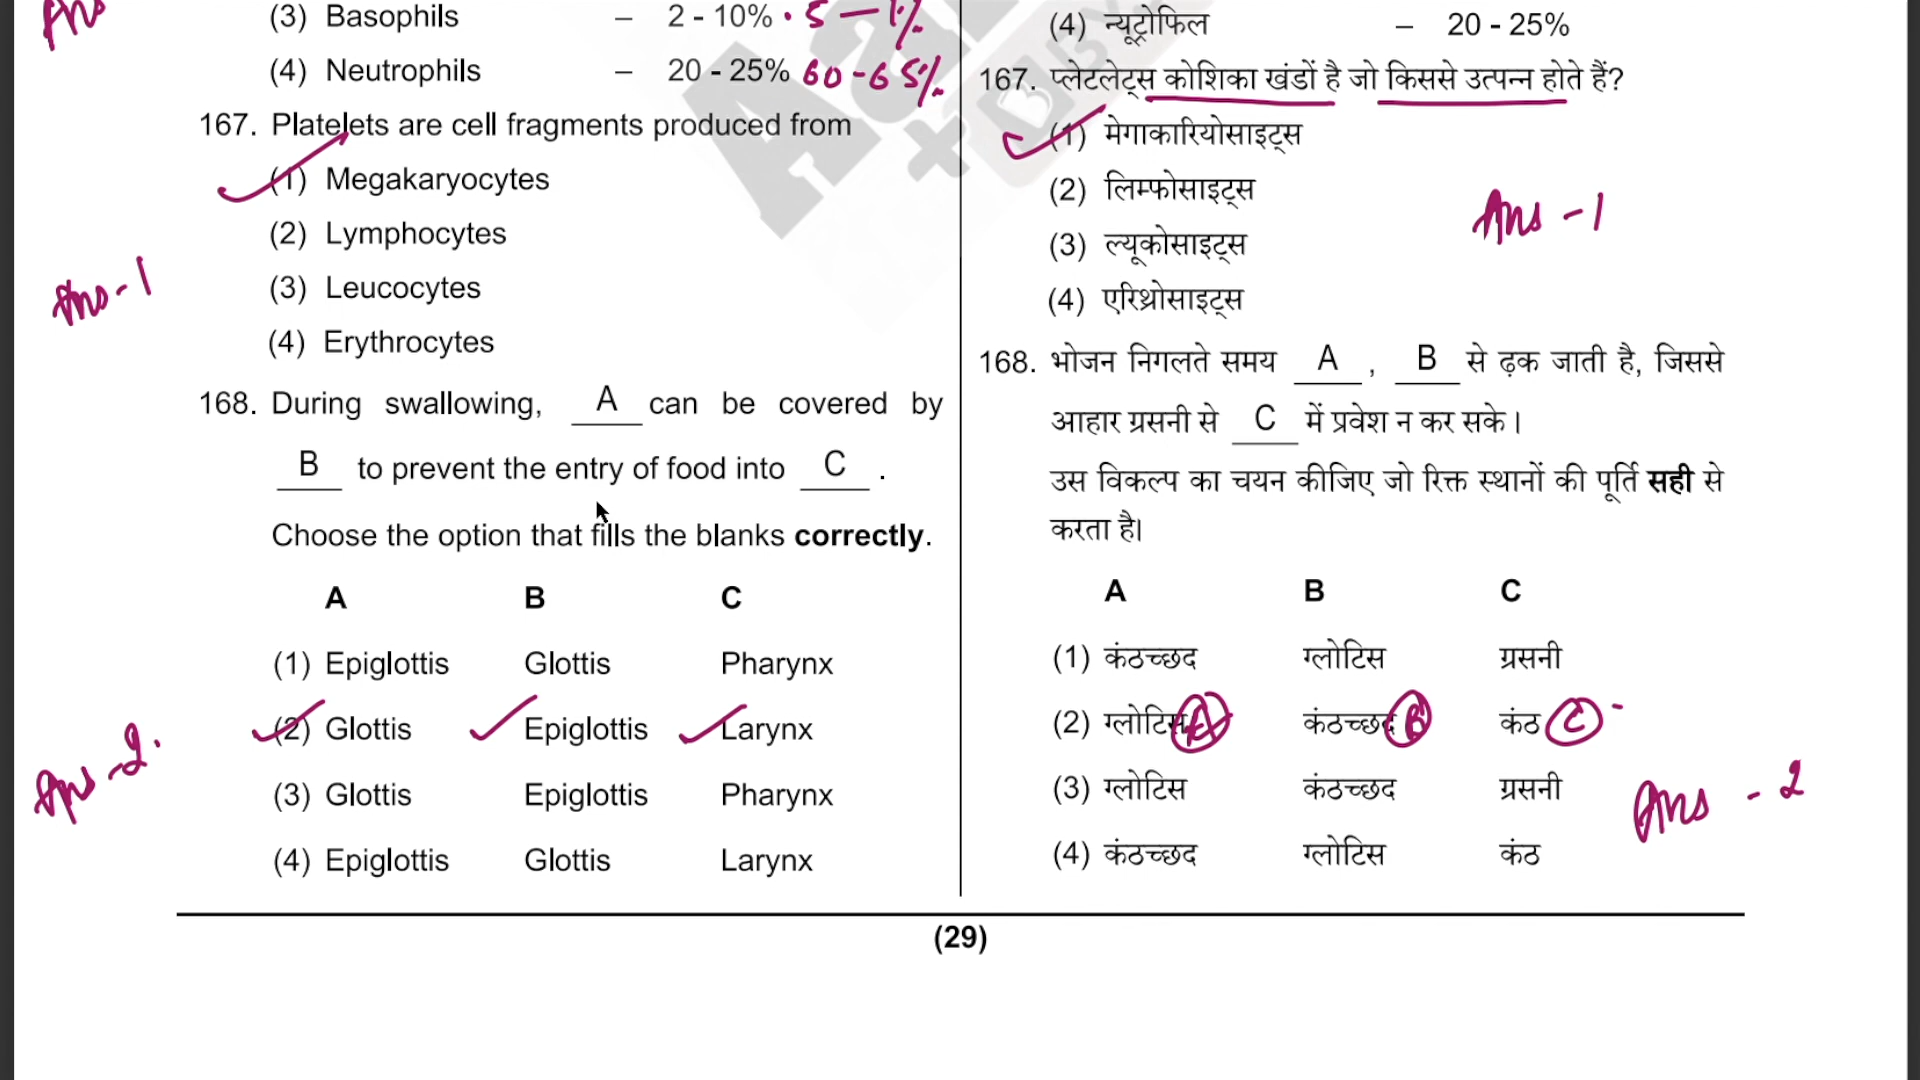 Ans
(3) Basophils – 2 - 10% .5 – 1%
(4) Neutrophils – 20 - 25% 60-65%.
167. Platelets are cell fragments produced from
(1) Megakaryocytes
(2) Lymphocytes
(3) Leucocytes
(4) Erythrocytes
Ans-1
168. During swallowing, A can be covered by
B to prevent the entry of food into C .
Choose the option that fills the blanks correctly.
A B C
(1) Epiglottis Glottis Pharynx
(2) Glottis Epiglottis Larynx
(3) Glottis Epiglottis Pharynx
(4) Epiglottis Glottis Larynx
Ans-2.
(4) न्यूट्रोफिल – 20 - 25%
167. प्लेटलेट्स कोशिका खंडों है जो किससे उत्पन्न होते हैं?
(1) मेगाकारियोसाइट्स
(2) लिम्फोसाइट्स
(3) ल्यूकोसाइट्स
(4) एरिथ्रोसाइट्स
Ans -1
168. भोजन निगलते समय A , B से ढ़क जाती है, जिससे
आहार ग्रसनी से C में प्रवेश न कर सके।
उस विकल्प का चयन कीजिए जो रिक्त स्थानों की पूर्ति सही से
करता है।
A B C
(1) कंठच्छद ग्लोटिस ग्रसनी
(2) ग्लोटिस A कंठच्छद B कंठ C
(3) ग्लोटिस कंठच्छद ग्रसनी
(4) कंठच्छद ग्लोटिस कंठ
Ans - 2
(29)